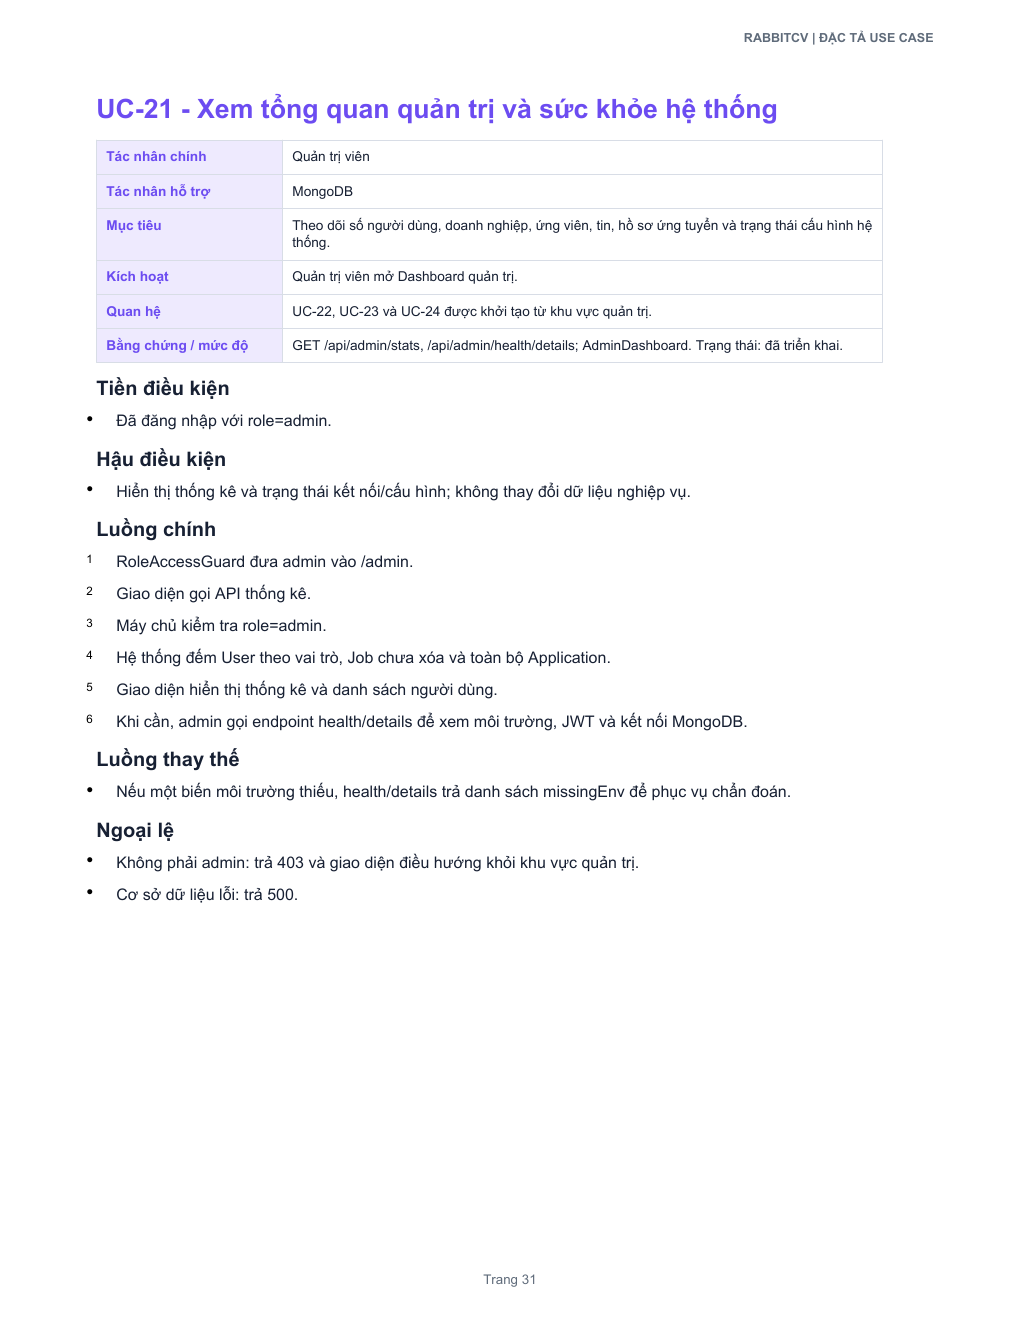 RABBITCV | ĐẶC TẢ USE CASE
UC-21 - Xem tổng quan quản trị và sức khỏe hệ thống
Tác nhân chính Quản trị viên
Tác nhân hỗ trợ MongoDB
Mục tiêu Theo dõi số người dùng, doanh nghiệp, ứng viên, tin, hồ sơ ứng tuyển và trạng thái cấu hình hệ
thống.
Kích hoạt Quản trị viên mở Dashboard quản trị.
Quan hệ UC-22, UC-23 và UC-24 được khởi tạo từ khu vực quản trị.
Bằng chứng / mức độ GET /api/admin/stats, /api/admin/health/details; AdminDashboard. Trạng thái: đã triển khai.
Tiền điều kiện
• Đã đăng nhập với role=admin.
Hậu điều kiện
• Hiển thị thống kê và trạng thái kết nối/cấu hình; không thay đổi dữ liệu nghiệp vụ.
Luồng chính
1 RoleAccessGuard đưa admin vào /admin.
2 Giao diện gọi API thống kê.
3 Máy chủ kiểm tra role=admin.
4 Hệ thống đếm User theo vai trò, Job chưa xóa và toàn bộ Application.
5 Giao diện hiển thị thống kê và danh sách người dùng.
6 Khi cần, admin gọi endpoint health/details để xem môi trường, JWT và kết nối MongoDB.
Luồng thay thế
• Nếu một biến môi trường thiếu, health/details trả danh sách missingEnv để phục vụ chẩn đoán.
Ngoại lệ
• Không phải admin: trả 403 và giao diện điều hướng khỏi khu vực quản trị.
• Cơ sở dữ liệu lỗi: trả 500.
Trang 31